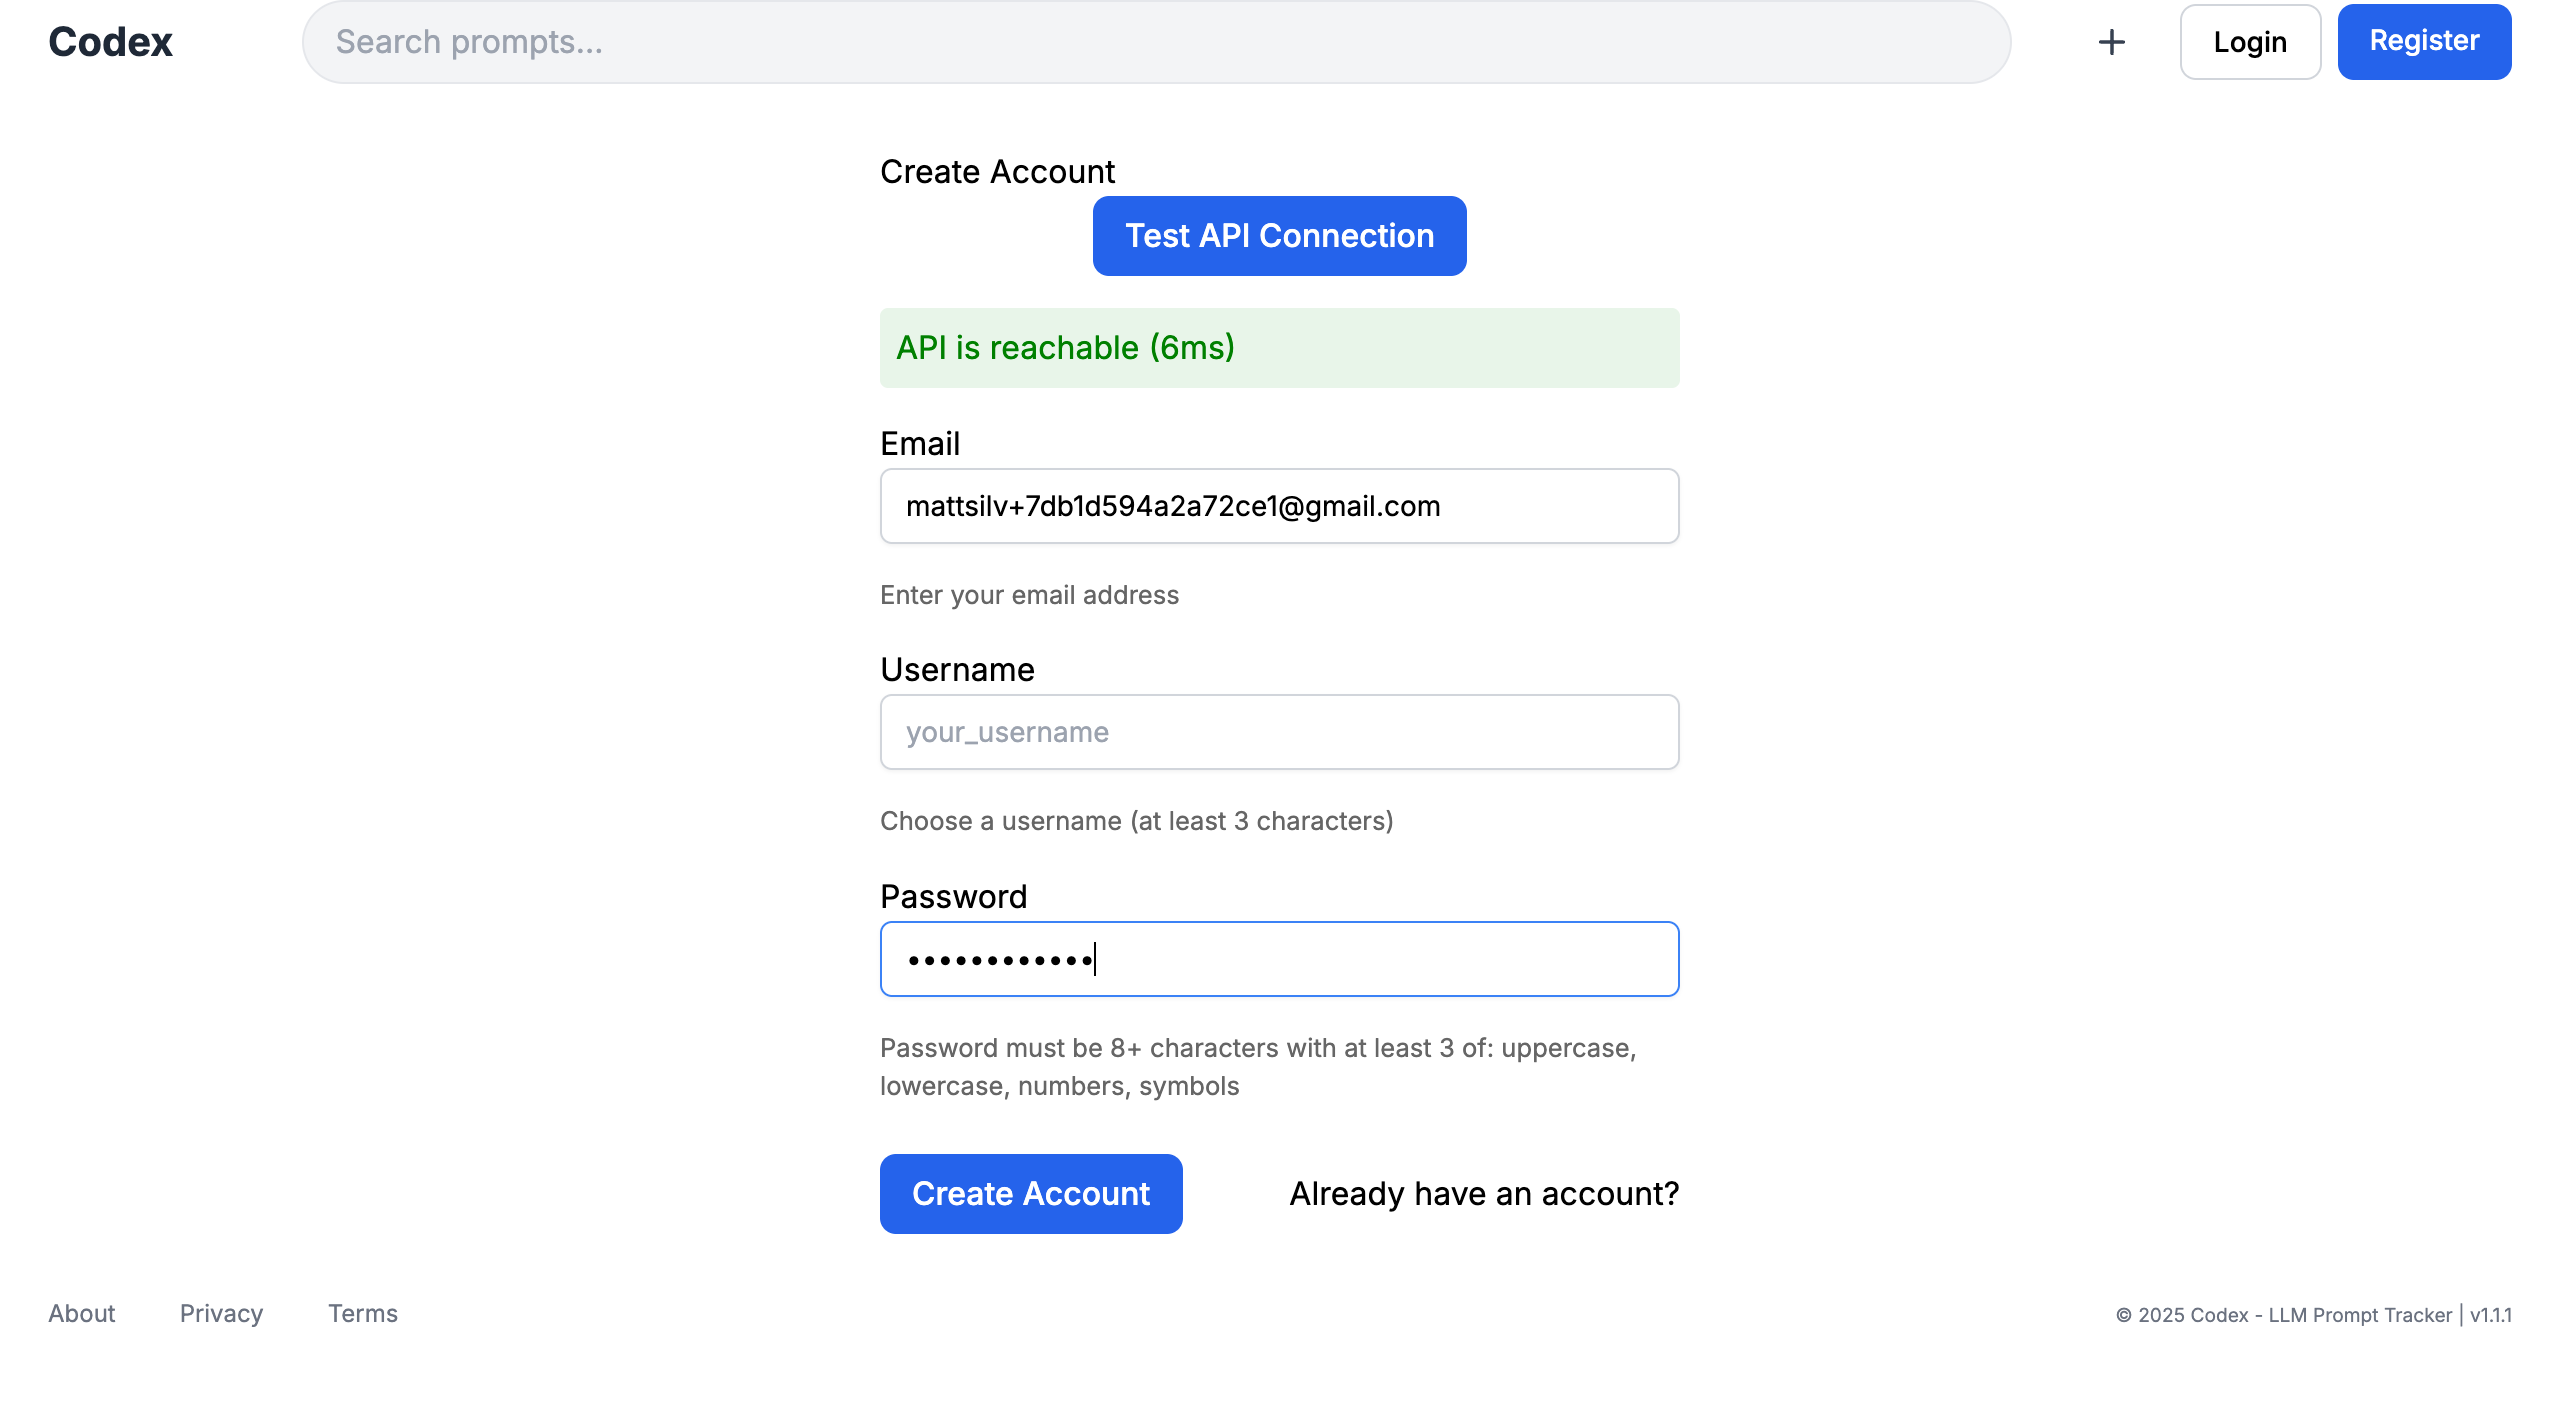 Codex
Search prompts...
+
Login
Register
Create Account
Test API Connection
API is reachable (6ms)
Email
mattsilv+7db1d594a2a72ce1@gmail.com
Enter your email address
Username
your_username
Choose a username (at least 3 characters)
Password
••••••••••••
Password must be 8+ characters with at least 3 of: uppercase,
lowercase, numbers, symbols
Create Account
Already have an account?
About
Privacy
Terms
© 2025 Codex - LLM Prompt Tracker | v1.1.1